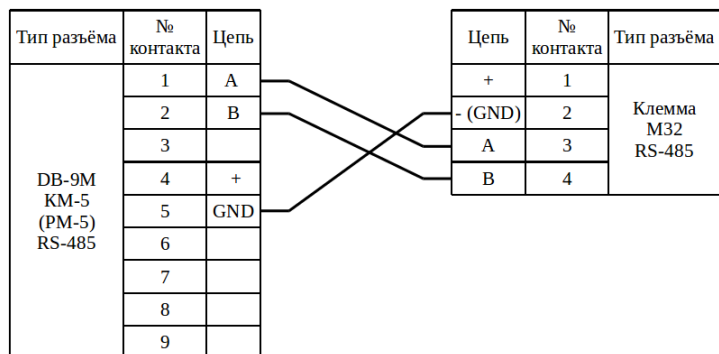 Тип разъёма № контакта Цепь
1 A
2 B
3
4 +
5 GND
6
7
8
9
DB-9M
КМ-5
(РМ-5)
RS-485
Цепь № контакта Тип разъёма
+ 1
- (GND) 2
A 3
B 4
Клемма
М32
RS-485